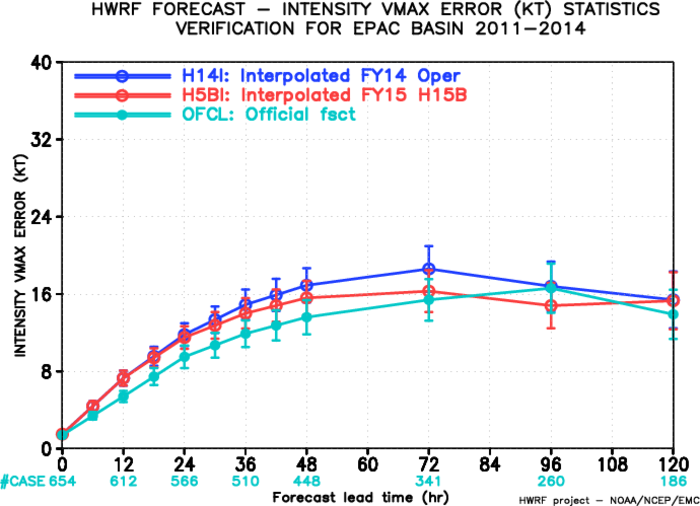 HWRF FORECAST – INTENSITY VMAX ERROR (KT) STATISTICS
VERIFICATION FOR EPAC BASIN 2011–2014
H14I: Interpolated FY14 Oper
H5BI: Interpolated FY15 H15B
OFCL: Official fsct
INTENSITY VMAX ERROR (KT)
40
32
24
16
8
0
0 12 24 36 48 60 72 84 96 108 120
#CASE 654 612 566 510 448 341 260 186
Forecast lead time (hr)
HWRF project – NOAA/NCEP/EMC